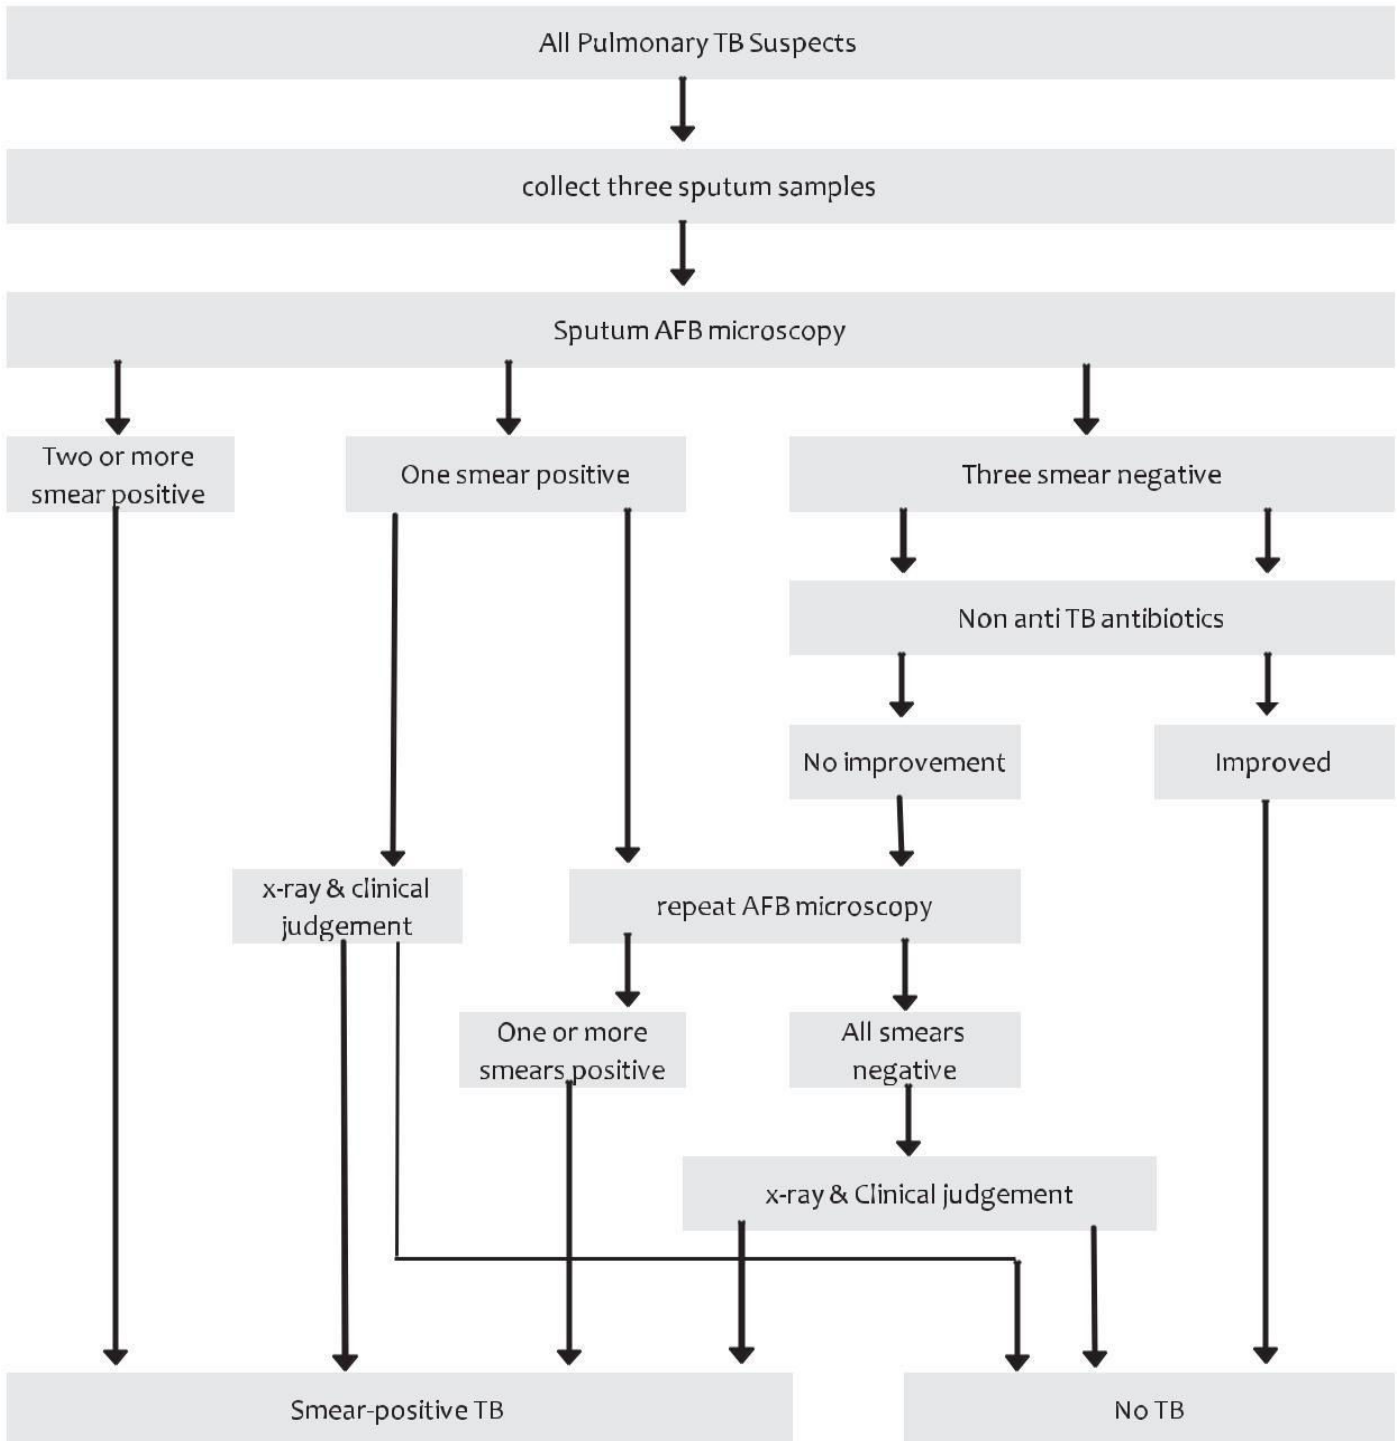 All Pulmonary TB Suspects
collect three sputum samples
Sputum AFB microscopy
Two or more
smear positive
One smear positive
Three smear negative
Non anti TB antibiotics
No improvement
Improved
x-ray & clinical
judgement
repeat AFB microscopy
One or more
smears positive
All smears
negative
x-ray & Clinical judgement
Smear-positive TB
No TB